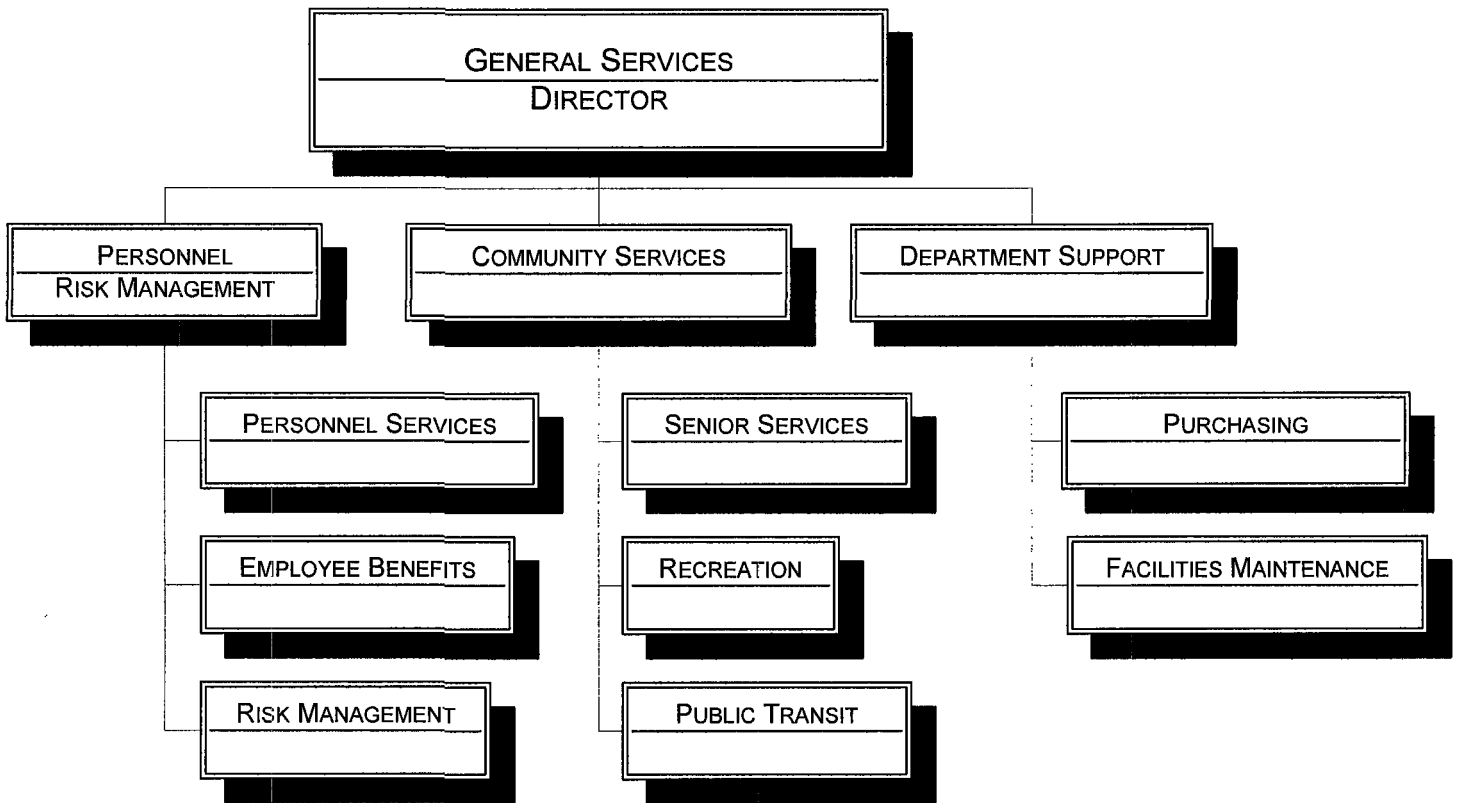 GENERAL SERVICES
DIRECTOR
PERSONNEL
RISK MANAGEMENT
COMMUNITY SERVICES
DEPARTMENT SUPPORT
PERSONNEL SERVICES
SENIOR SERVICES
PURCHASING
EMPLOYEE BENEFITS
RECREATION
FACILITIES MAINTENANCE
RISK MANAGEMENT
PUBLIC TRANSIT